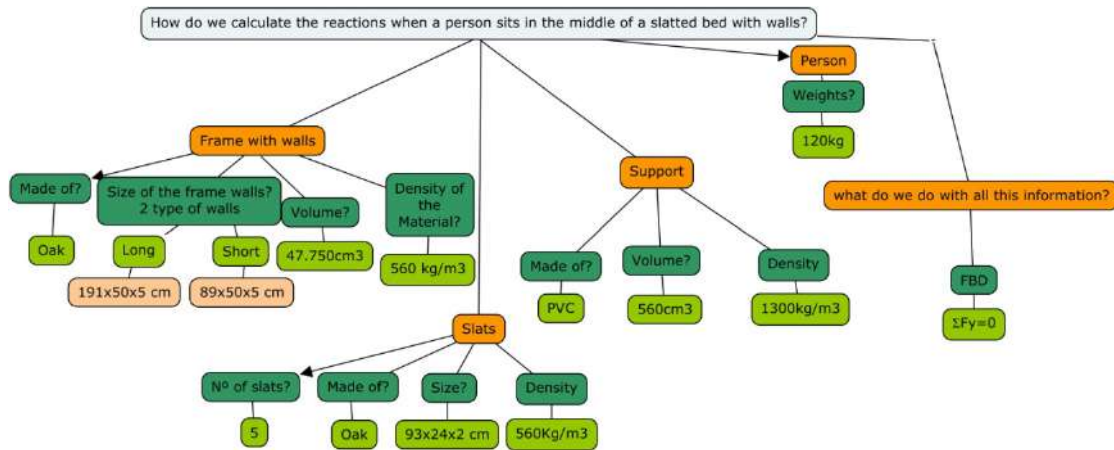 How do we calculate the reactions when a person sits in the middle of a slatted bed with walls?
Person
Weights?
120kg
Frame with walls
Made of?
Oak
Size of the frame walls?
2 type of walls
Long
191x50x5 cm
Short
89x50x5 cm
Volume?
47.750cm3
Density of
the
Material?
560 kg/m3
Support
Made of?
PVC
Volume?
560cm3
Density
1300kg/m3
what do we do with all this information?
FBD
ΣFy=0
Slats
Nº of slats?
5
Made of?
Oak
Size?
93x24x2 cm
Density
560Kg/m3